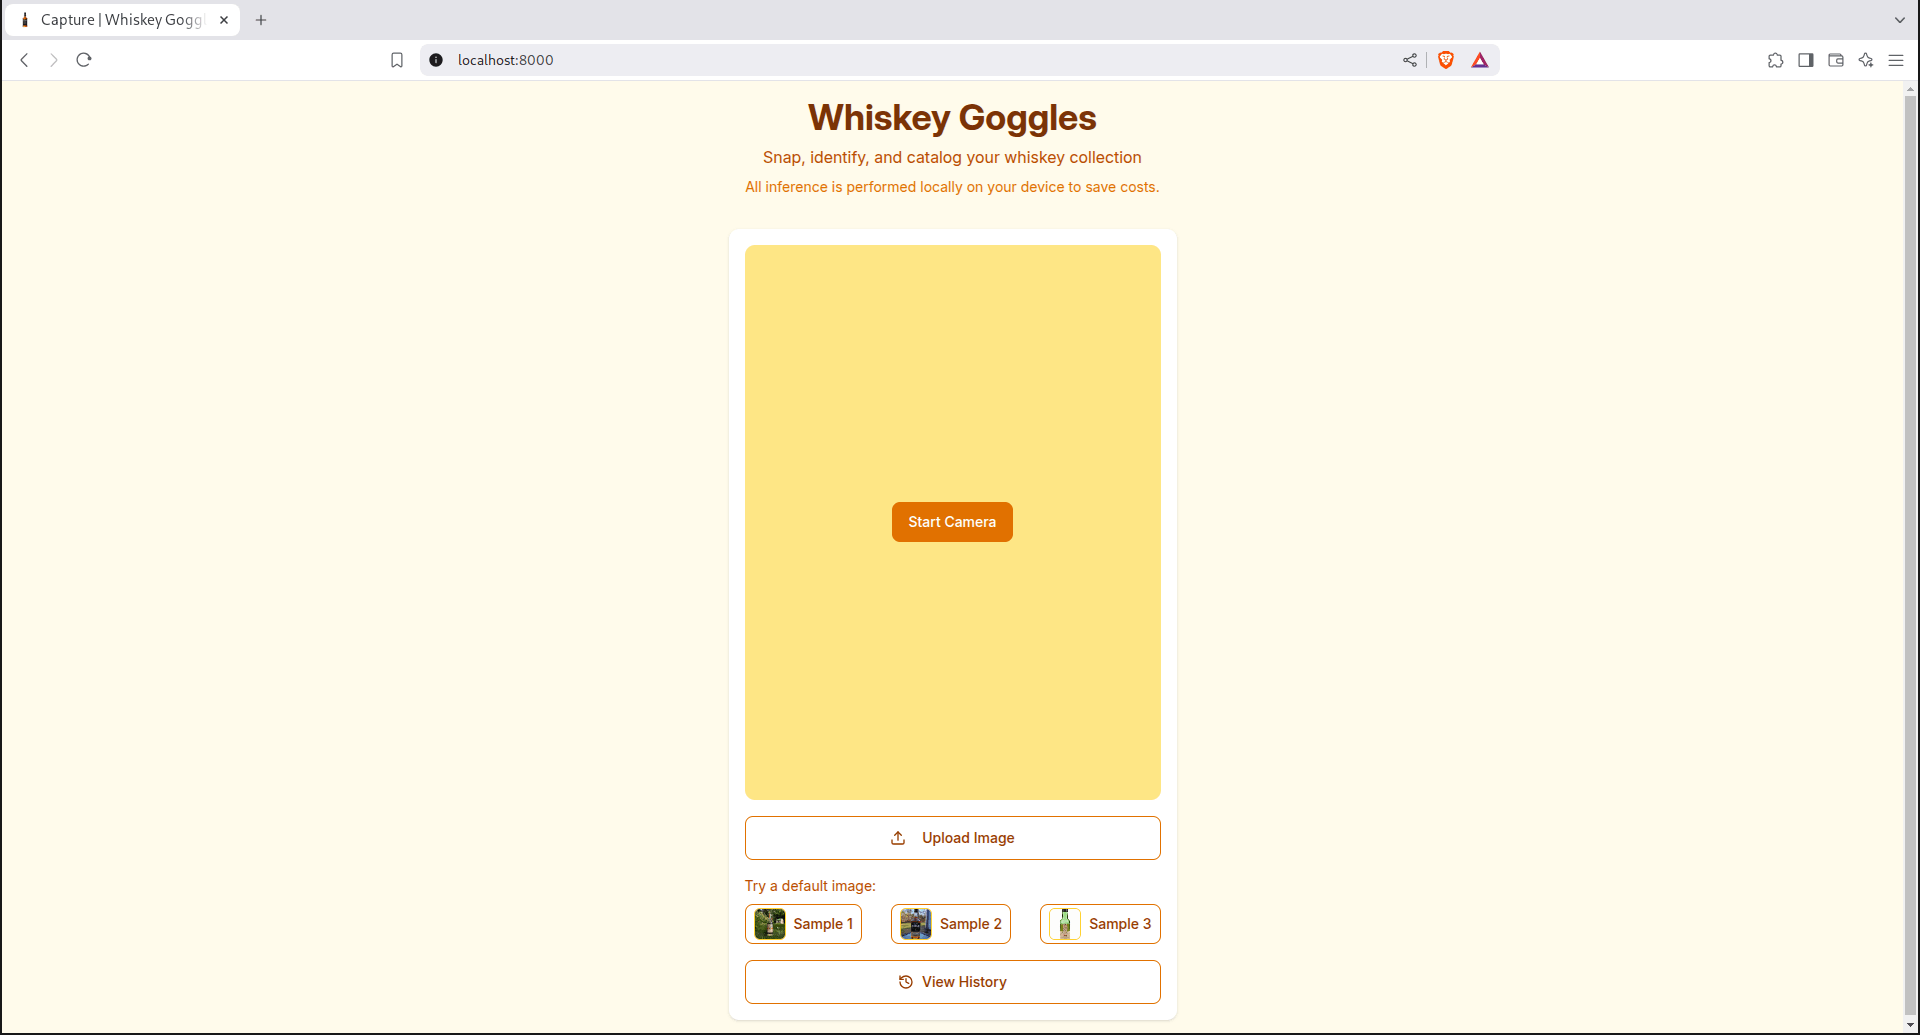 Capture | Whiskey Gogg
localhost:8000
Whiskey Goggles
Snap, identify, and catalog your whiskey collection
All inference is performed locally on your device to save costs.
Start Camera
Upload Image
Try a default image:
Sample 1 Sample 2 Sample 3
View History